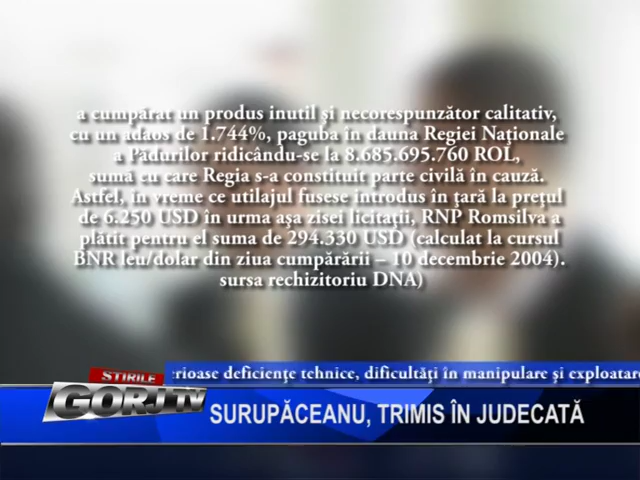 a cumpărat un produs inutil şi necorespunzător calitativ,
cu un adaos de 1.744%, paguba în dauna Regiei Naţionale
a Pădurilor ridicându-se la 8.685.695.760 ROL,
sumă cu care Regia s-a constituit parte civilă în cauză.
Astfel, în vreme ce utilajul fusese introdus în ţară la preţul
de 6.250 USD în urma aşa zisei licitaţii, RNP Romsilva a
plătit pentru el suma de 294.330 USD (calculat la cursul
BNR leu/dolar din ziua cumpărării – 10 decembrie 2004).
sursa rechizitoriu DNA)
erioase deficienţe tehnice, dificultăţi în manipulare şi exploatare
STIRILE
GORJ TV
SURUPĂCEANU, TRIMIS ÎN JUDECATĂ